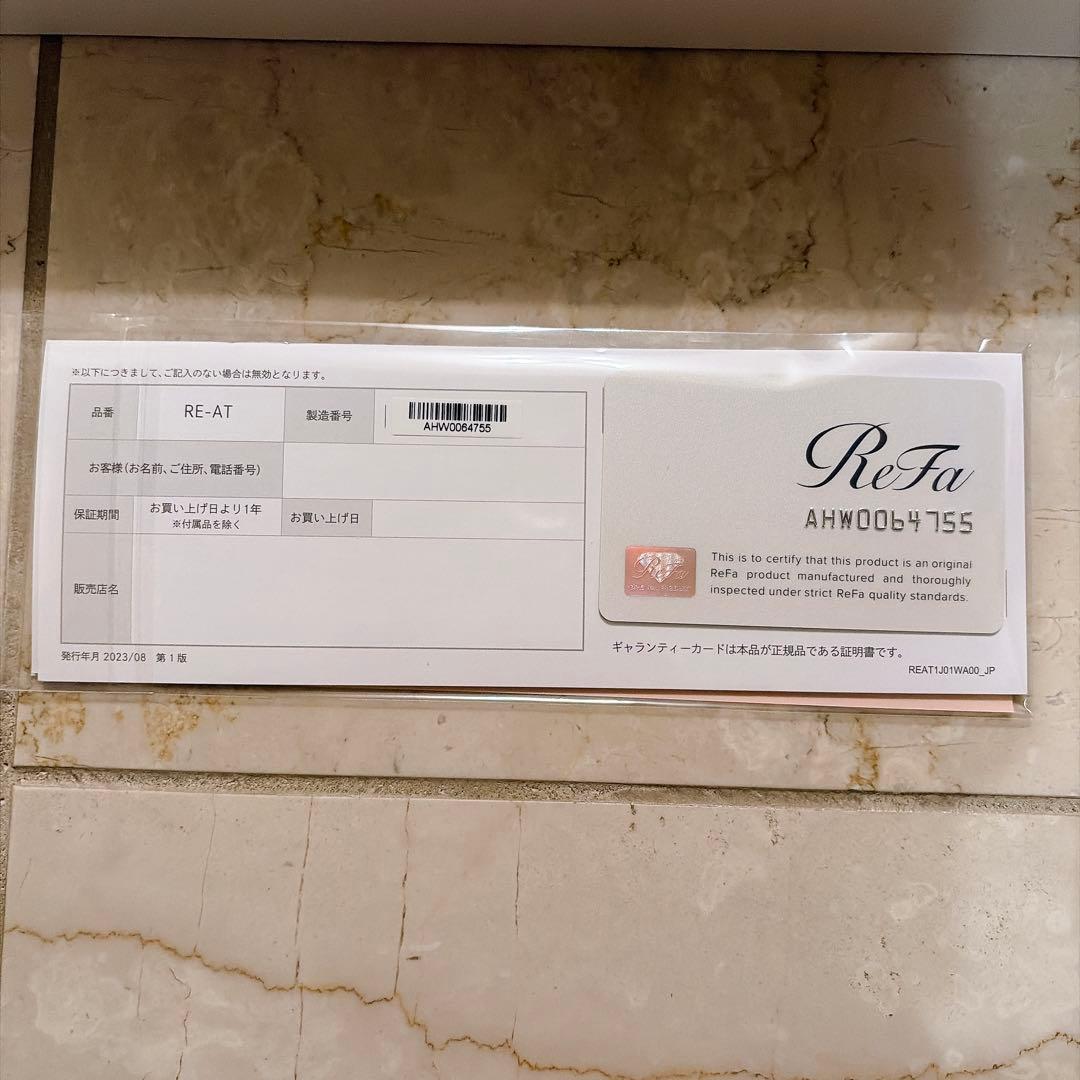 ※以下につきまして、ご記入のない場合は無効となります。
品番 RE-AT 製造番号 AHW0064755
お客様(お名前、ご住所、電話番号)
保証期間 お買い上げ日より1年 お買い上げ日
※付属品を除く
販売店名
発行年月 2023/08 第1版
ReFa
AHW0064755
ReFa
This is to certify that this product is an original
ReFa product manufactured and thoroughly
inspected under strict ReFa quality standards.
ギャランティーカードは本品が正規品である証明書です。
REAT1J01WA00_JP